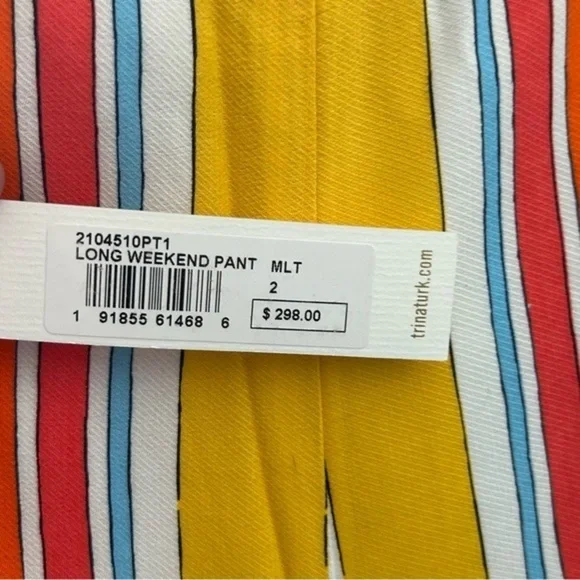 2104510PT1
LONG WEEKEND PANT MLT
2
$ 298.00
1 91855 61468 6
trinaturk.com